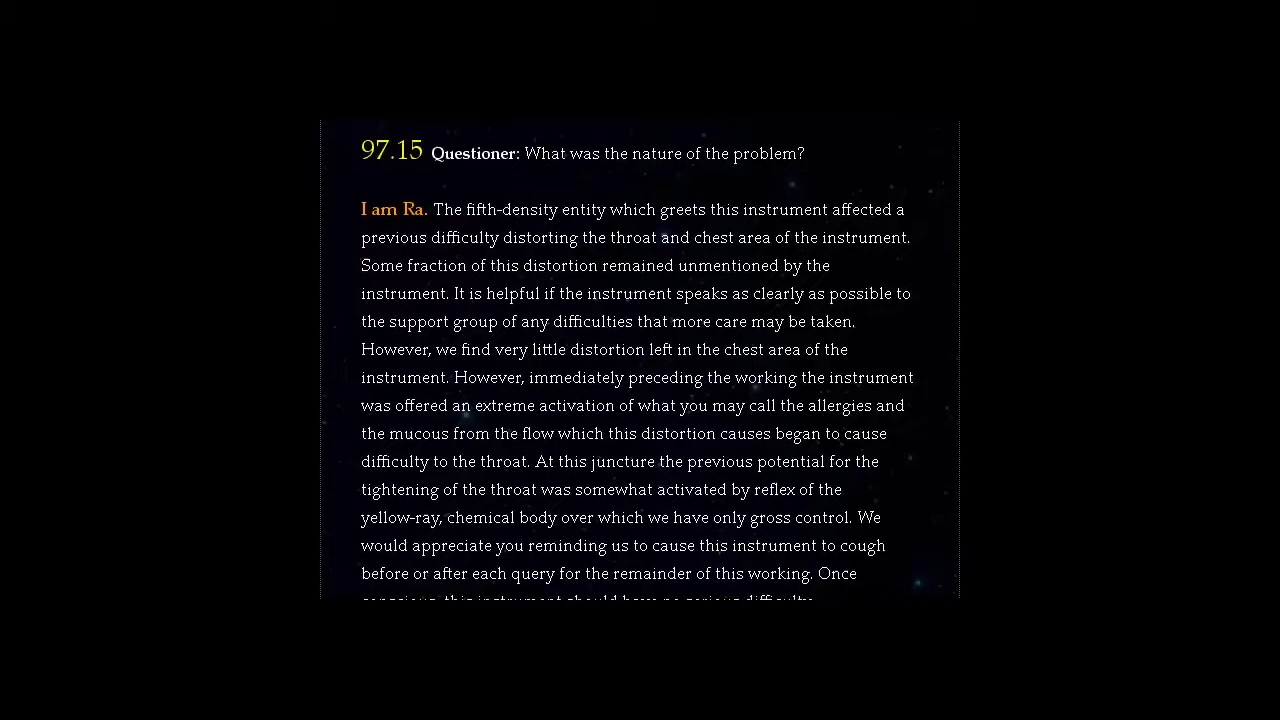 97.15 Questioner: What was the nature of the problem?
I am Ra. The fifth-density entity which greets this instrument affected a
previous difficulty distorting the throat and chest area of the instrument.
Some fraction of this distortion remained unmentioned by the
instrument. It is helpful if the instrument speaks as clearly as possible to
the support group of any difficulties that more care may be taken.
However, we find very little distortion left in the chest area of the
instrument. However, immediately preceding the working the instrument
was offered an extreme activation of what you may call the allergies and
the mucous from the flow which this distortion causes began to cause
difficulty to the throat. At this juncture the previous potential for the
tightening of the throat was somewhat activated by reflex of the
yellow-ray, chemical body over which we have only gross control. We
would appreciate you reminding us to cause this instrument to cough
before or after each query for the remainder of this working. Once
conscious, this instrument should have no serious difficulty.